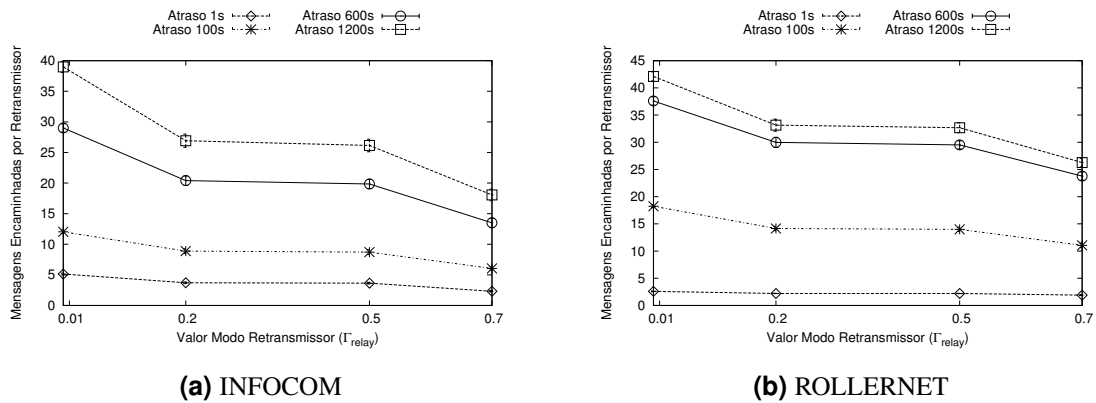 Atraso 1s Atraso 600s
Atraso 100s Atraso 1200s
Mensagens Encaminhadas por Retransmissor
40
35
30
25
20
15
10
5
0
0.01 0.2 0.5 0.7
Valor Modo Retransmissor (Γrelay)
(a) INFOCOM
Atraso 1s Atraso 600s
Atraso 100s Atraso 1200s
Mensagens Encaminhadas por Retransmissor
45
40
35
30
25
20
15
10
5
0
0.01 0.2 0.5 0.7
Valor Modo Retransmissor (Γrelay)
(b) ROLLERNET